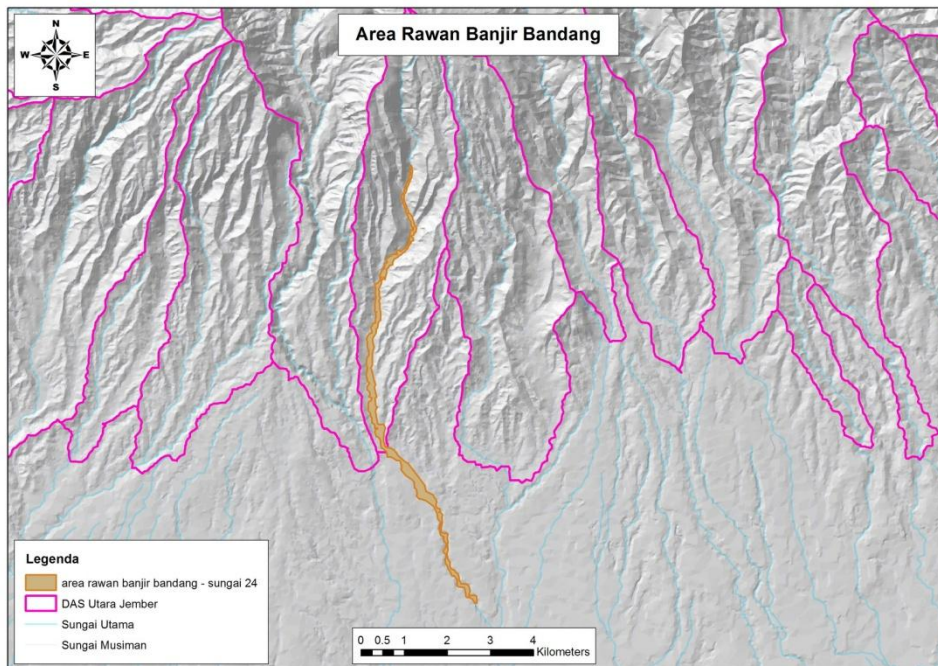 N
W E
S
Area Rawan Banjir Bandang
Legenda
area rawan banjir bandang - sungai 24
DAS Utara Jember
Sungai Utama
Sungai Musiman
0 0.5 1 2 3 4
Kilometers